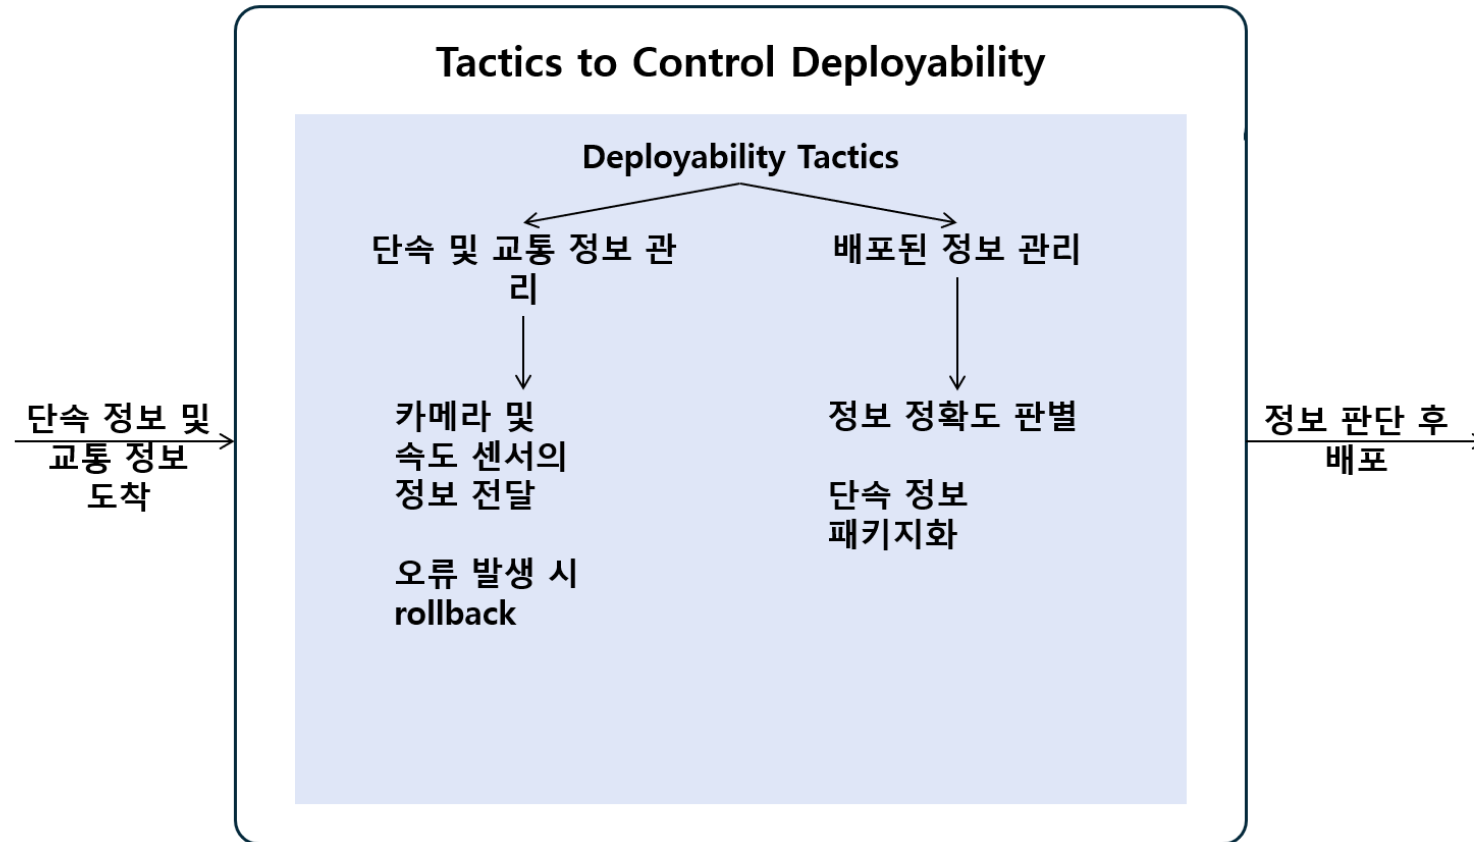 Tactics to Control Deployability
Deployability Tactics
단속 및 교통 정보 관
리
배포된 정보 관리
단속 정보 및
교통 정보
도착
카메라 및
속도 센서의
정보 전달
오류 발생 시
rollback
정보 정확도 판별
단속 정보
패키지화
정보 판단 후
배포